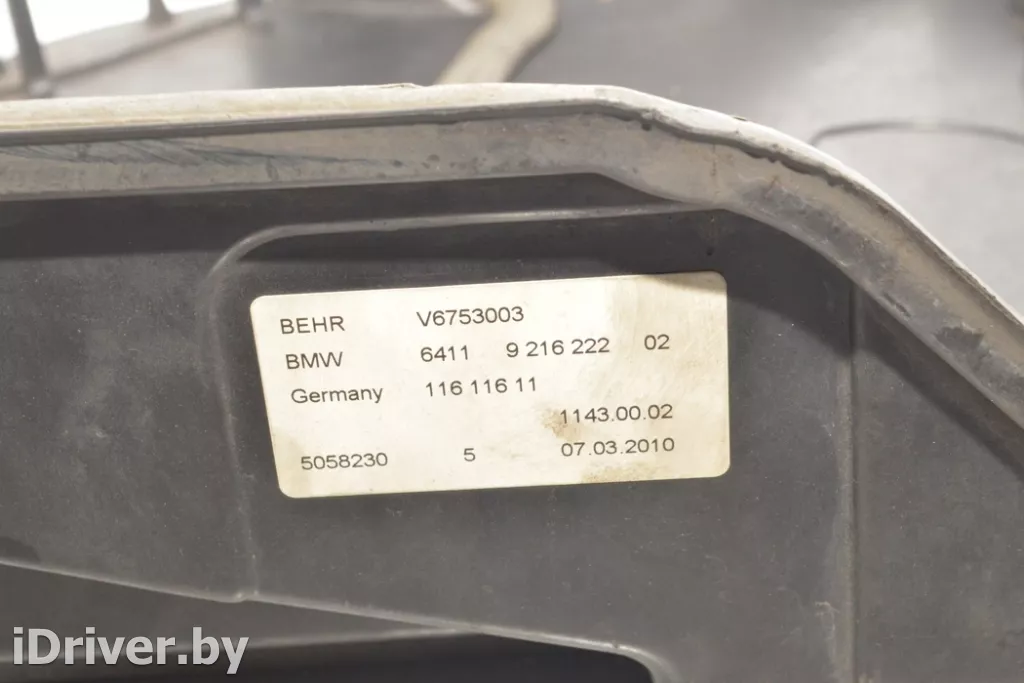 BEHR V6753003
BMW 6411 9 216 222 02
Germany 116 116 11
1143.00.02
5058230 5 07.03.2010
iDriver.by